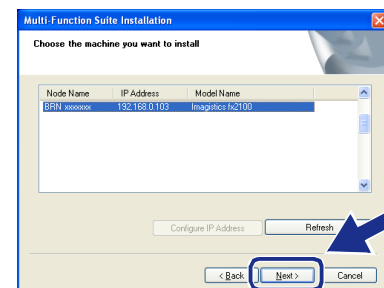 Multi-Function Suite Installation
Choose the machine you want to install
Node Name IP Address Model Name
BRN xxxxxxx 192.168.0.103 Imagistics fx2100
Configure IP Address Refresh
< Back Next > Cancel